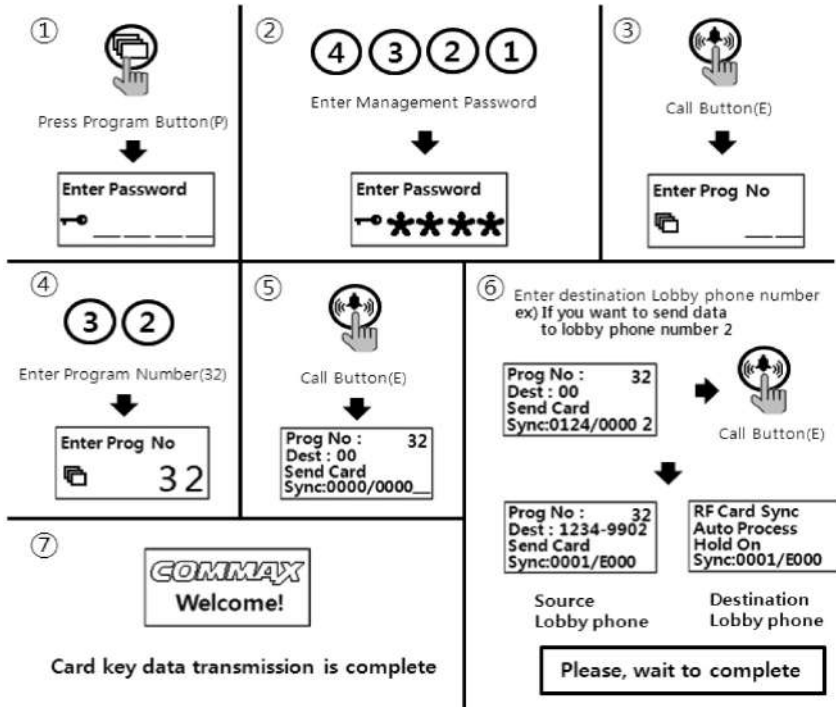 ①
Press Program Button(P)
Enter Password
_ _ _ _
②
4 3 2 1
Enter Management Password
Enter Password
****
③
Call Button(E)
Enter Prog No
_ _
④
3 2
Enter Program Number(32)
Enter Prog No
32
⑤
Call Button(E)
Prog No : 32
Dest : 00
Send Card
Sync:0000/0000__
⑥
Enter destination Lobby phone number
ex) If you want to send data
to lobby phone number 2
Prog No : 32
Dest : 00
Send Card
Sync:0124/0000 2
Call Button(E)
Prog No : 32
Dest : 1234-9902
Send Card
Sync:0001/E000
Source
Lobby phone
RF Card Sync
Auto Process
Hold On
Sync:0001/E000
Destination
Lobby phone
Please, wait to complete
⑦
COMMAX
Welcome!
Card key data transmission is complete